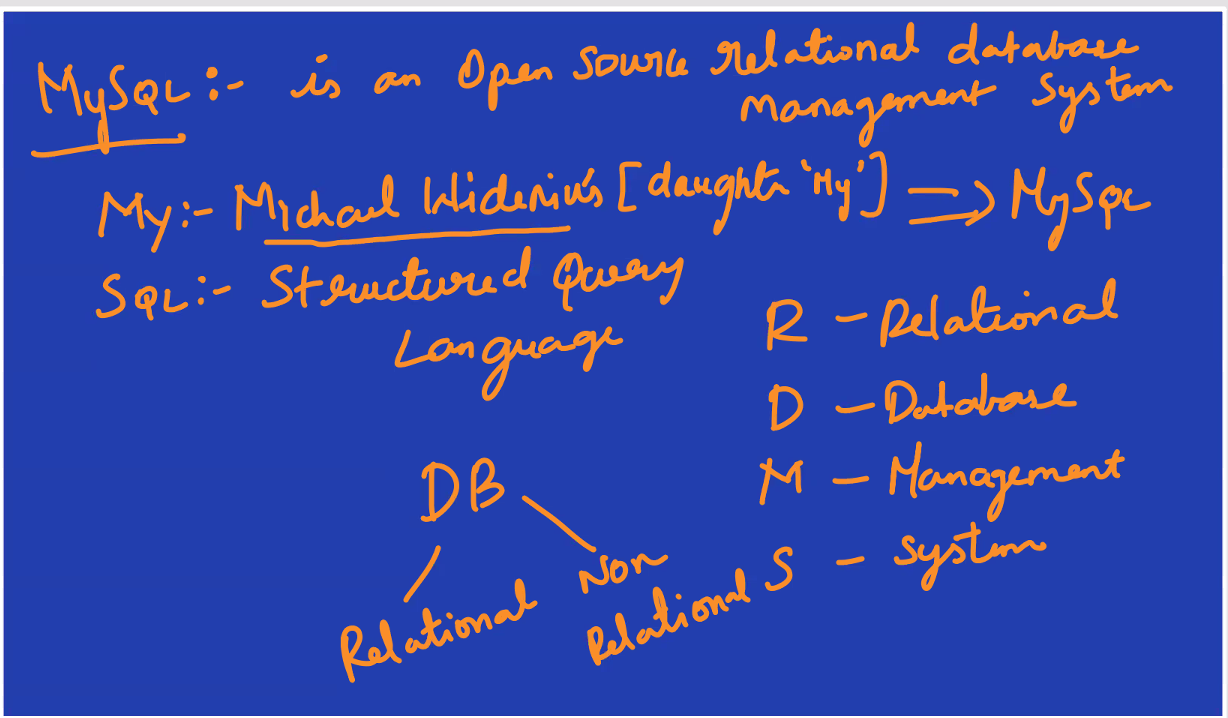 MySQL :- is an Open Source relational database
Management System
My :- Michael Widenius's [daughter 'My'] ⇒ MySQL
SQL :- Structured Query
Language
R - Relational
D - Database
M - Management
S - System
DB
Relational
Non
Relational